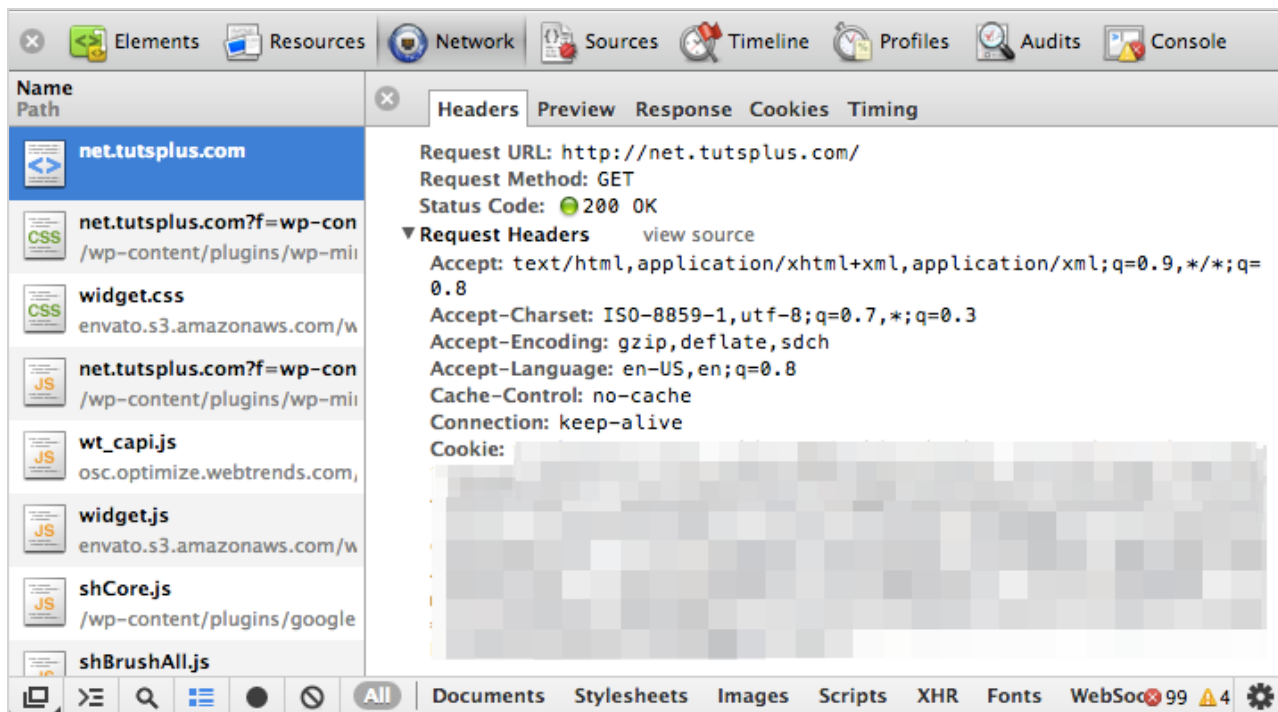 Elements Resources Network Sources Timeline Profiles Audits Console
Name
Path
Headers Preview Response Cookies Timing
net.tutsplus.com
net.tutsplus.com?f=wp-con
/wp-content/plugins/wp-mi
widget.css
envato.s3.amazonaws.com/w
net.tutsplus.com?f=wp-con
/wp-content/plugins/wp-mi
wt_capi.js
osc.optimize.webtrends.com/
widget.js
envato.s3.amazonaws.com/w
shCore.js
/wp-content/plugins/google
shBrushAll.js
Request URL: http://net.tutsplus.com/
Request Method: GET
Status Code: 200 OK
▼Request Headers view source
Accept: text/html,application/xhtml+xml,application/xml;q=0.9,*/*;q=
0.8
Accept-Charset: ISO-8859-1,utf-8;q=0.7,*;q=0.3
Accept-Encoding: gzip,deflate,sdch
Accept-Language: en-US,en;q=0.8
Cache-Control: no-cache
Connection: keep-alive
Cookie:
All Documents Stylesheets Images Scripts XHR Fonts WebSoc 99 4